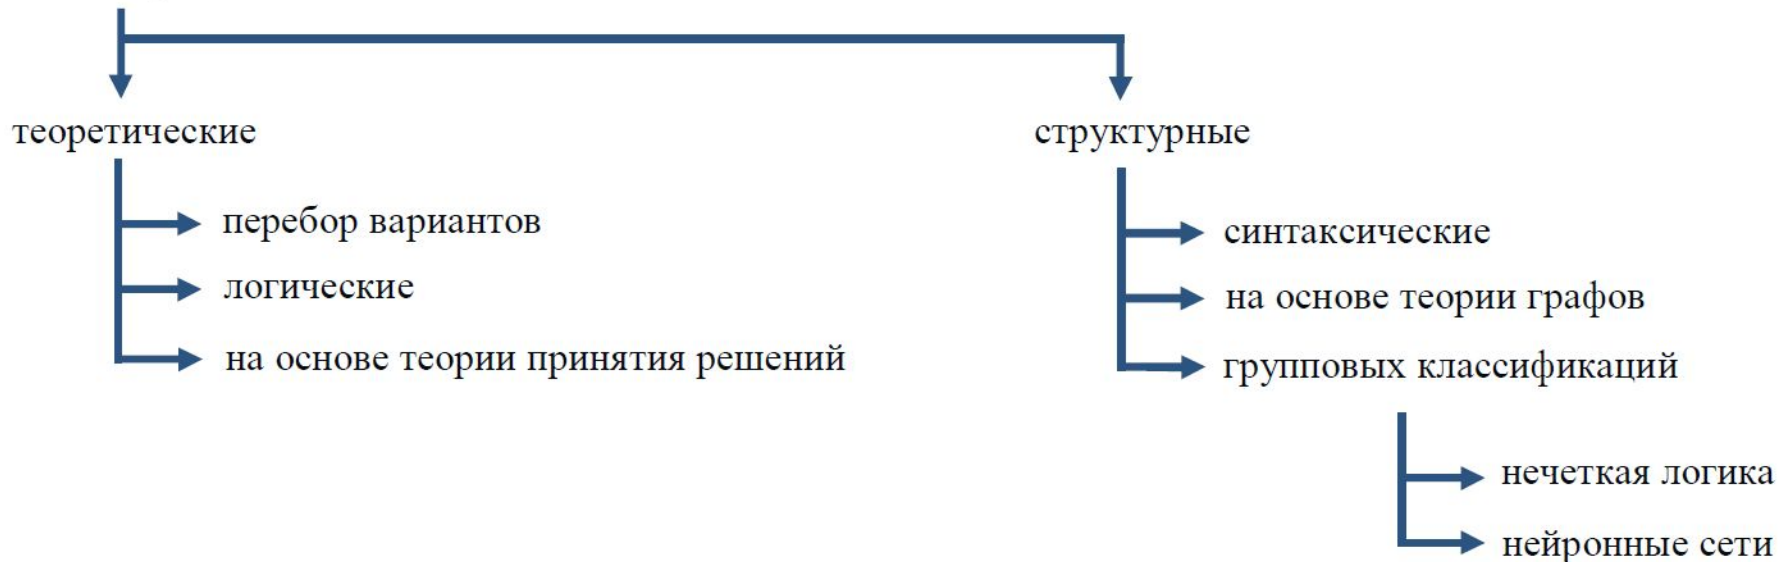 теоретические
перебор вариантов
логические
на основе теории принятия решений
структурные
синтаксические
на основе теории графов
групповых классификаций
нечеткая логика
нейронные сети